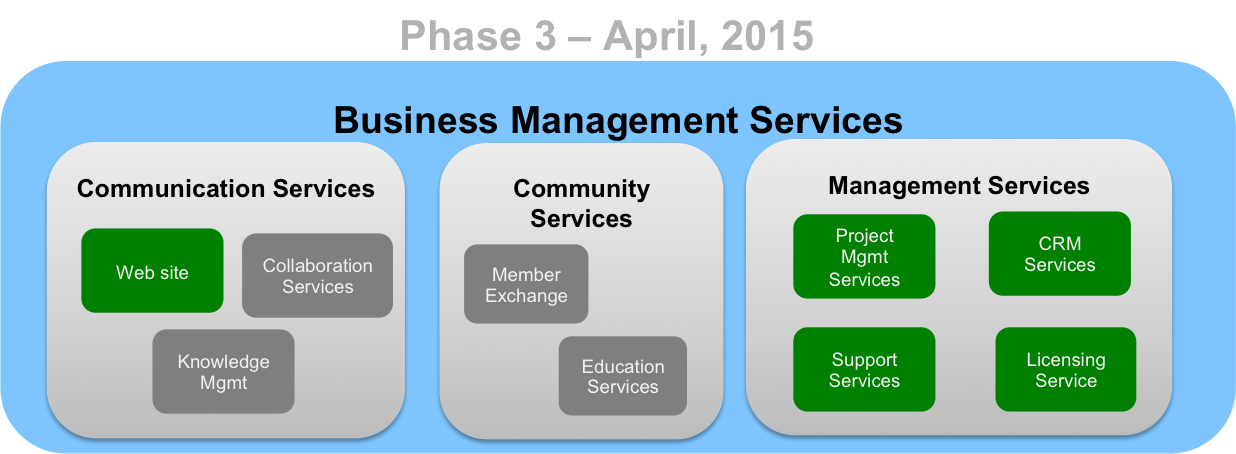 Phase 3 – April, 2015
Business Management Services
Communication Services
Web site
Collaboration
Services
Knowledge
Mgmt
Community
Services
Member
Exchange
Education
Services
Management Services
Project
Mgmt
Services
CRM
Services
Support
Services
Licensing
Service